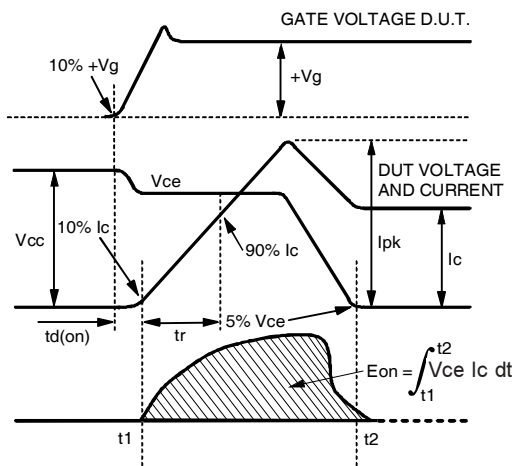 GATE VOLTAGE D.U.T.
10% +Vg
+Vg
Vce
DUT VOLTAGE
AND CURRENT
10% Ic
Vcc
90% Ic
Ipk
Ic
td(on)
tr
5% Vce
Eon = ∫ t2 t1 Vce Ic dt
t1
t2